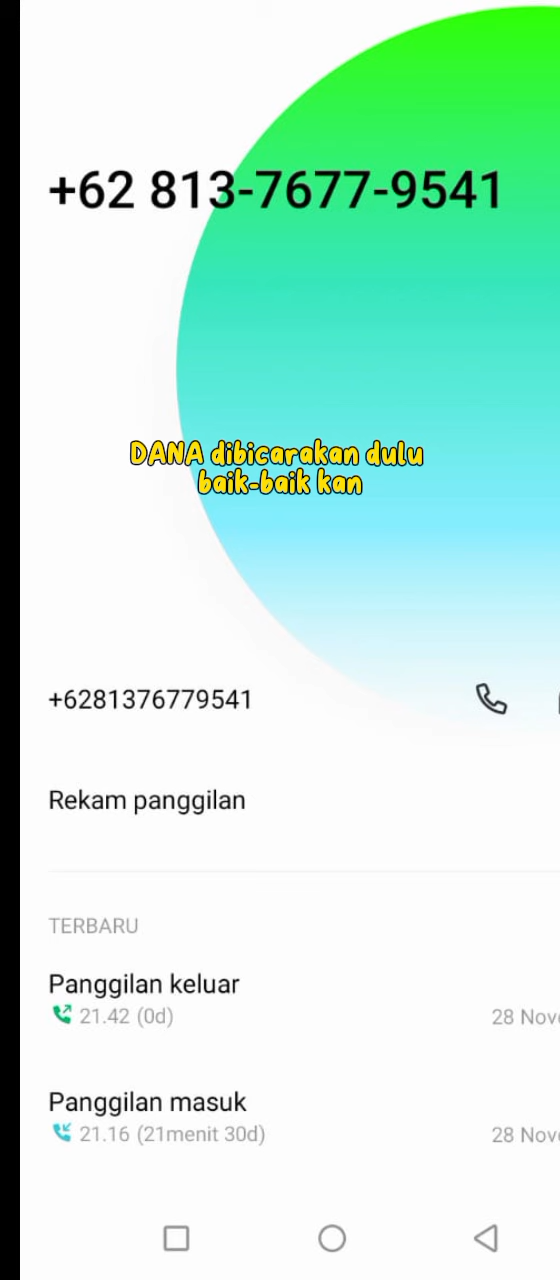 +62 813-7677-9541
DANA dibicarakan dulu
baik-baik kan
+6281376779541
Rekam panggilan
TERBARU
Panggilan keluar
21.42 (0d)
28 Nov
Panggilan masuk
21.16 (21menit 30d)
28 Nov